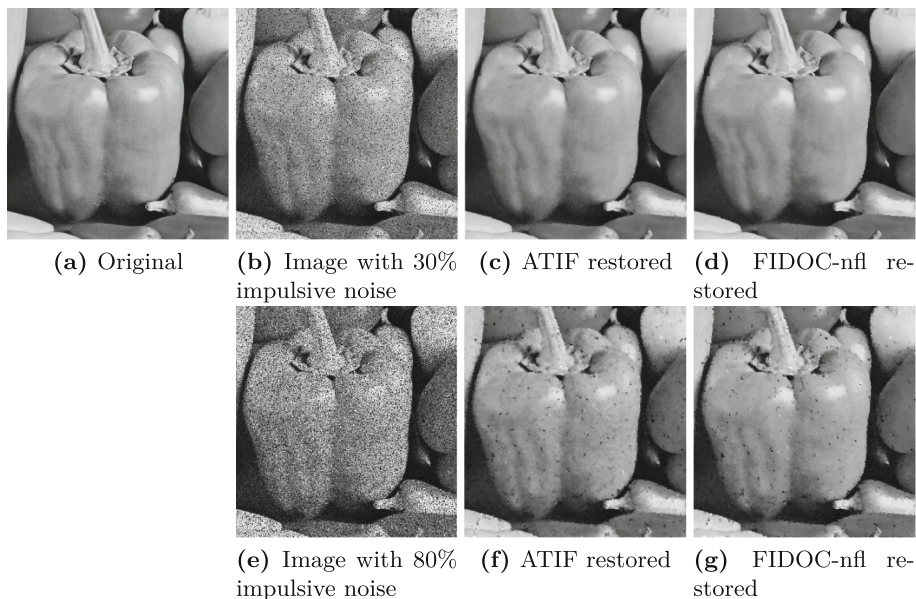 (a) Original
(b) Image with 30%
impulsive noise
(c) ATIF restored
(d) FIDOC-nfl re-
stored
(e) Image with 80%
impulsive noise
(f) ATIF restored
(g) FIDOC-nfl re-
stored